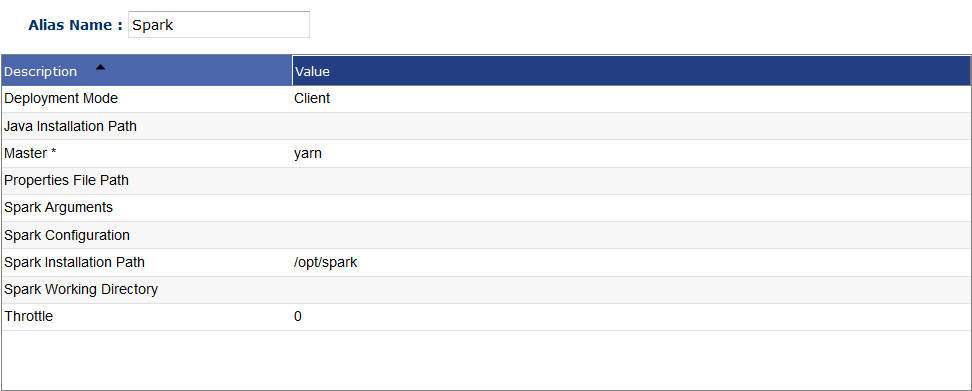 Alias Name : Spark
Description Value
Deployment Mode Client
Java Installation Path
Master * yarn
Properties File Path
Spark Arguments
Spark Configuration
Spark Installation Path /opt/spark
Spark Working Directory
Throttle 0